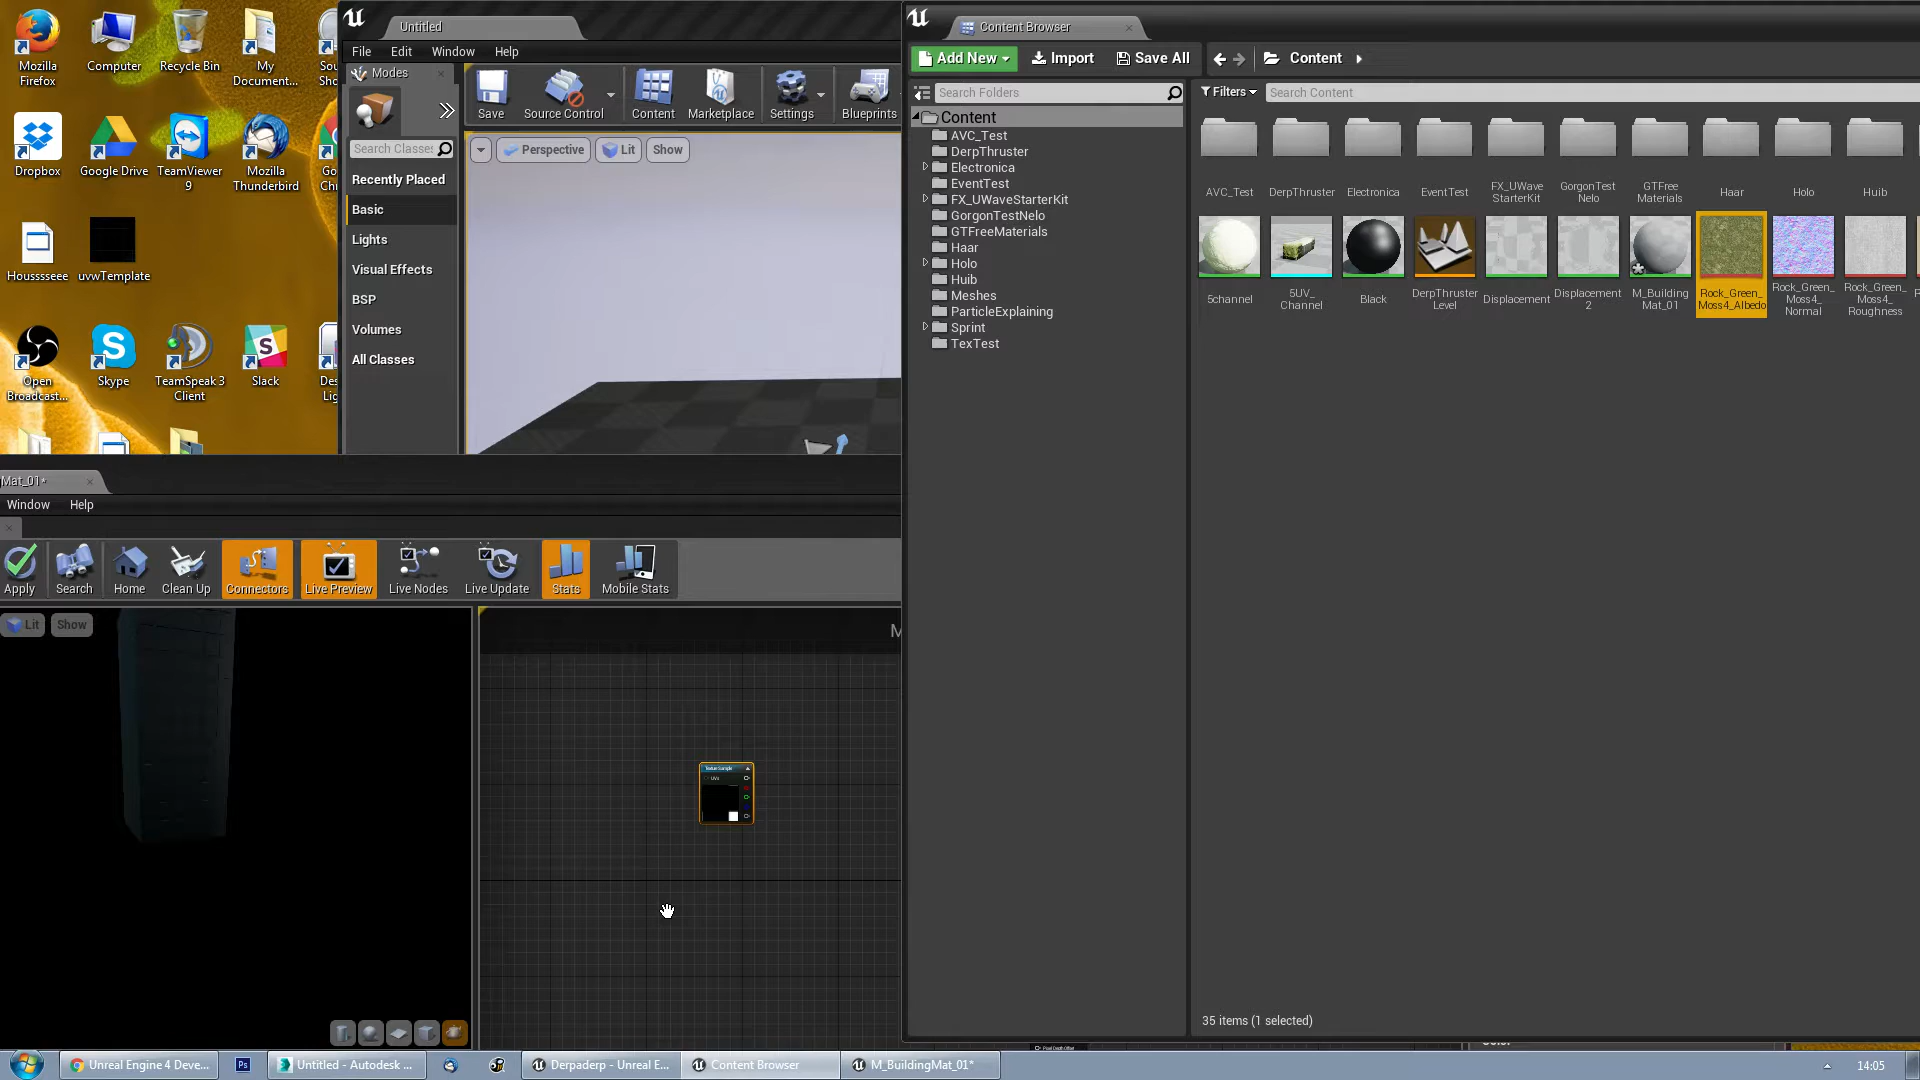 Mozilla
Firefox
Computer
Recycle Bin
My
Document...
Dropbox
Google Drive
TeamViewer
9
Mozilla
Thunderbird
Housssseee
uvwTemplate
Open
Broadcast...
Skype
TeamSpeak 3
Client
Slack
Untitled
File
Edit
Window
Help
Modes
Search Classes
Recently Placed
Basic
Lights
Visual Effects
BSP
Volumes
All Classes
Save
Source Control
Content
Marketplace
Settings
Blueprints
Perspective
Lit
Show
Content Browser
Add New
Import
Save All
Content
Search Folders
Filters
Search Content
Content
AVC_Test
DerpThruster
Electronica
EventTest
FX_UWaveStarterKit
GorgonTestNelo
GTFreeMaterials
Haar
Holo
Huib
Meshes
ParticleExplaining
Sprint
TexTest
AVC_Test
DerpThruster
Electronica
EventTest
FX_UWave
StarterKit
GorgonTest
Nelo
GTFree
Materials
Haar
Holo
Huib
5channel
5UV_
Channel
Black
DerpThruster
Level
Displacement
Displacement
2
M_Building
Mat_01
Rock_Green_
Moss4_Albedo
Rock_Green_
Moss4_
Normal
Rock_Green_
Moss4_
Roughness
35 items (1 selected)
Mat_01*
Window
Help
Apply
Search
Home
Clean Up
Connectors
Live Preview
Live Nodes
Live Update
Stats
Mobile Stats
Lit
Show
Texture Sample
UVs
Pixel Depth Offset
Unreal Engine 4 Deve...
Untitled - Autodesk ...
Derpaderp - Unreal E...
Content Browser
M_BuildingMat_01*
14:05